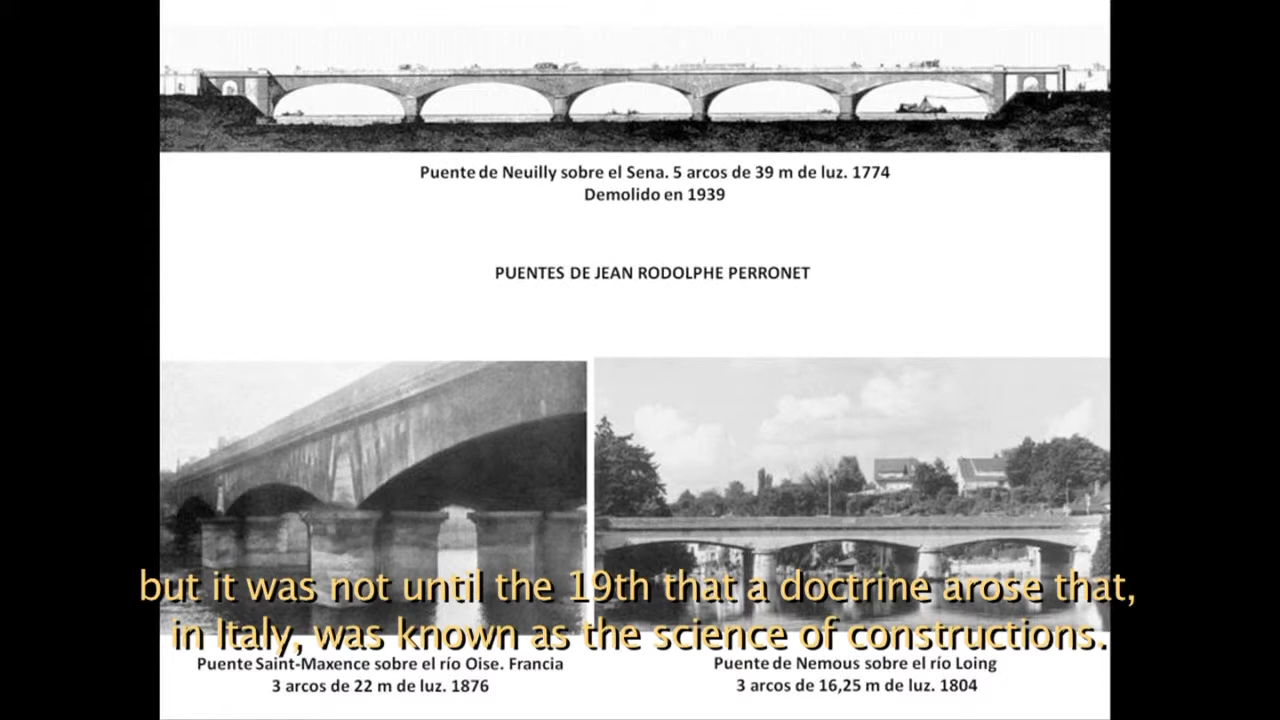 Puente de Neuilly sobre el Sena. 5 arcos de 39 m de luz. 1774
Demolido en 1939
PUENTES DE JEAN RODOLPHE PERRONET
but it was not until the 19th that a doctrine arose that,
in Italy, was known as the science of constructions.
Puente Saint-Maxence sobre el río Oise. Francia
3 arcos de 22 m de luz. 1876
Puente de Nemous sobre el río Loing
3 arcos de 16,25 m de luz. 1804